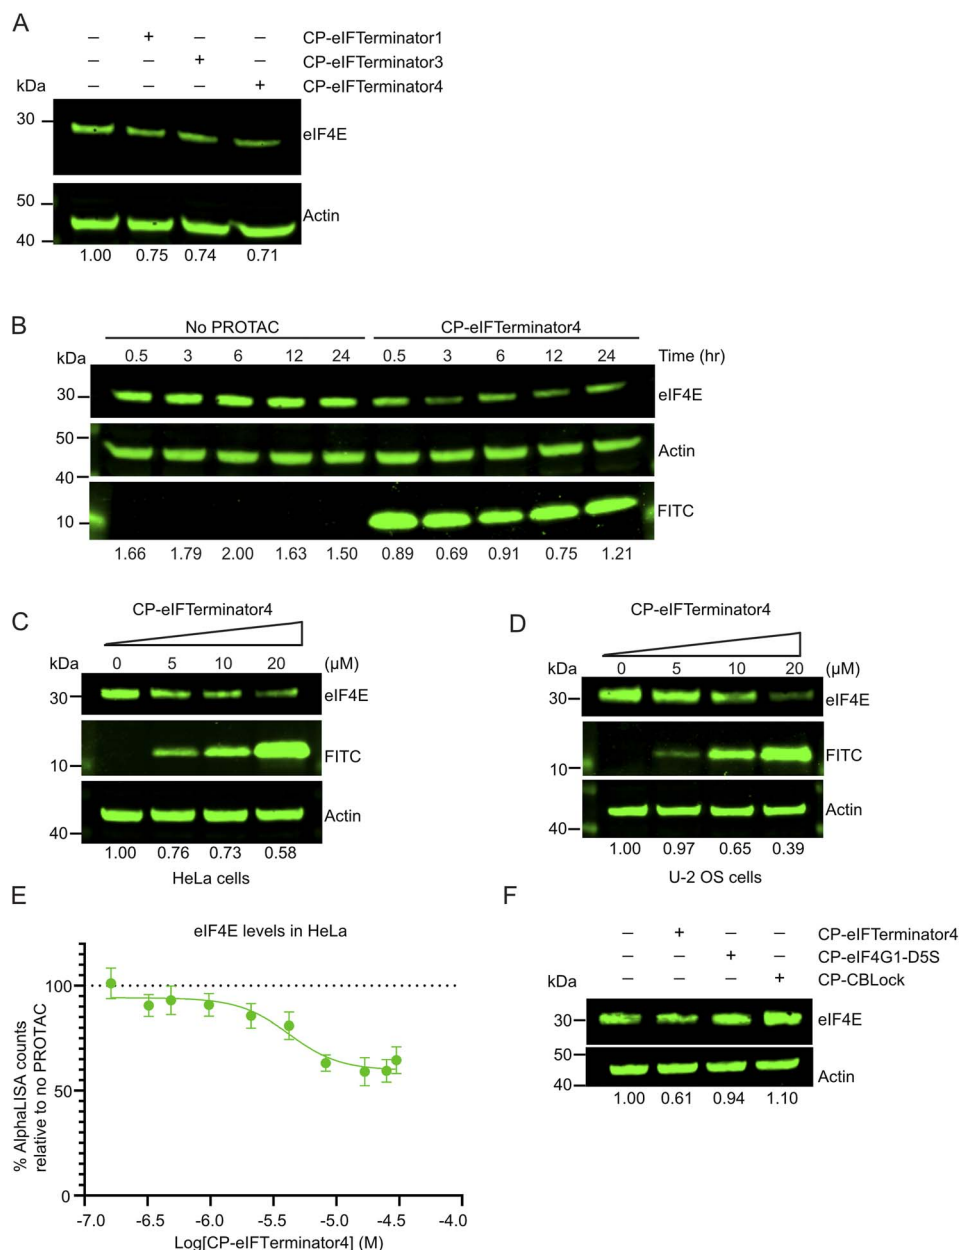 A
– + – – CP-eIFTerminator1
– – + – CP-eIFTerminator3
kDa – – – + CP-eIFTerminator4
30 eIF4E
50 Actin
40
1.00 0.75 0.74 0.71
B
No PROTAC CP-eIFTerminator4
kDa 0.5 3 6 12 24 0.5 3 6 12 24 Time (hr)
30 eIF4E
50 Actin
40
10 FITC
1.66 1.79 2.00 1.63 1.50 0.89 0.69 0.91 0.75 1.21
C
CP-eIFTerminator4
kDa 0 5 10 20 (µM)
30 eIF4E
10 FITC
Actin
40
1.00 0.76 0.73 0.58
HeLa cells
D
CP-eIFTerminator4
kDa 0 5 10 20 (µM)
30 eIF4E
10 FITC
Actin
40
1.00 0.97 0.65 0.39
U-2 OS cells
E
eIF4E levels in HeLa
% AlphaLISA counts
relative to no PROTAC
100
50
0
-7.0 -6.5 -6.0 -5.5 -5.0 -4.5 -4.0
Log[CP-eIFTerminator4] (M)
F
– + – – CP-eIFTerminator4
– – + – CP-eIF4G1-D5S
kDa – – – + CP-CBLock
30 eIF4E
50 Actin
40
1.00 0.61 0.94 1.10